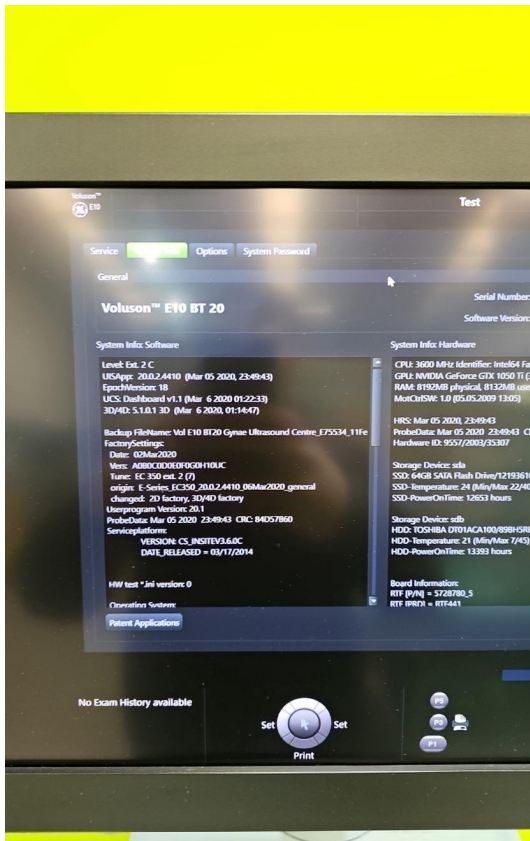 Voluson™
E10
Test
Service
Options
System Password
General
Voluson™ E10 BT 20
Serial Number:
Software Version:
System Info: Software
Level: Ext. 2 C
UISApp: 20.0.2.4410 (Mar 05 2020, 23:49:43)
EpochVersion: 18
UCS: Dashboard v1.1 (Mar 6 2020 01:22:33)
3D/4D: 5.1.0.1 3D (Mar 6 2020, 01:14:47)
Backup FileName: Vol E10 BT20 Gynae Ultrasound Centre_E75534_11Fe
FactorySettings:
Date: 02Mar2020
Vers: A0B0C0D0E0F0G0H10UC
Tune: EC 350 ext. 2 (7)
origin: E-Series_EC350_20.0.2.4410_06Mar2020_general
changed: 2D factory, 3D/4D factory
Userprogram Version: 20.1
ProbeData: Mar 05 2020 23:49:43 CRC: 84D57B60
Serviceplatform:
VERSION: CS_INSITEV3.6.0C
DATE_RELEASED = 03/17/2014
HW test *.ini version: 0
Operating System:
System Info: Hardware
CPU: 3600 MHz Identifier: Intel64 Fa
GPU: NVIDIA GeForce GTX 1050 Ti
RAM: 8192MB physical, 8132MB use
MotCtrlSW: 1.0 (05.05.2009 13:05)
HRS: Mar 05 2020, 23:49:43
ProbeData: Mar 05 2020 23:49:43
Hardware ID: 9557/2003/35307
Storage Device: sda
SSD: 64GB SATA Flash Drive/12193616
SSD-Temperature: 24 (Min/Max 22/40
SSD-PowerOnTime: 12653 hours
Storage Device: sdb
HDD: TOSHIBA DT01ACA100/898H5R
HDD-Temperature: 21 (Min/Max 7/45)
HDD-PowerOnTime: 13393 hours
Board Information:
RTF [P/N] = 5728780_5
RTF [PRD] = RTF441
Patent Applications
No Exam History available
Set
Set
Print
P3
P1